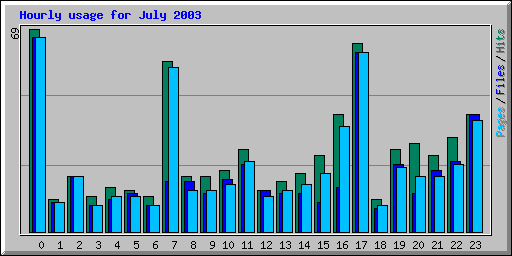 Hourly usage for July 2003
69
Pages / Files / Hits
0 1 2 3 4 5 6 7 8 9 10 11 12 13 14 15 16 17 18 19 20 21 22 23